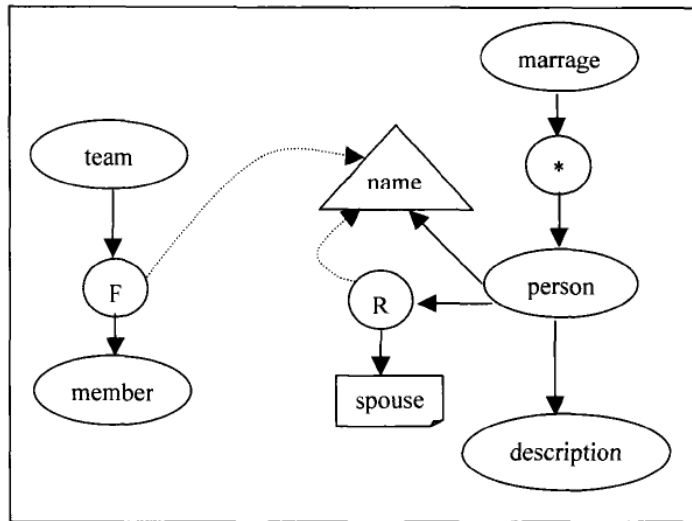 marrage
team
*
name
F
person
R
member
spouse
description